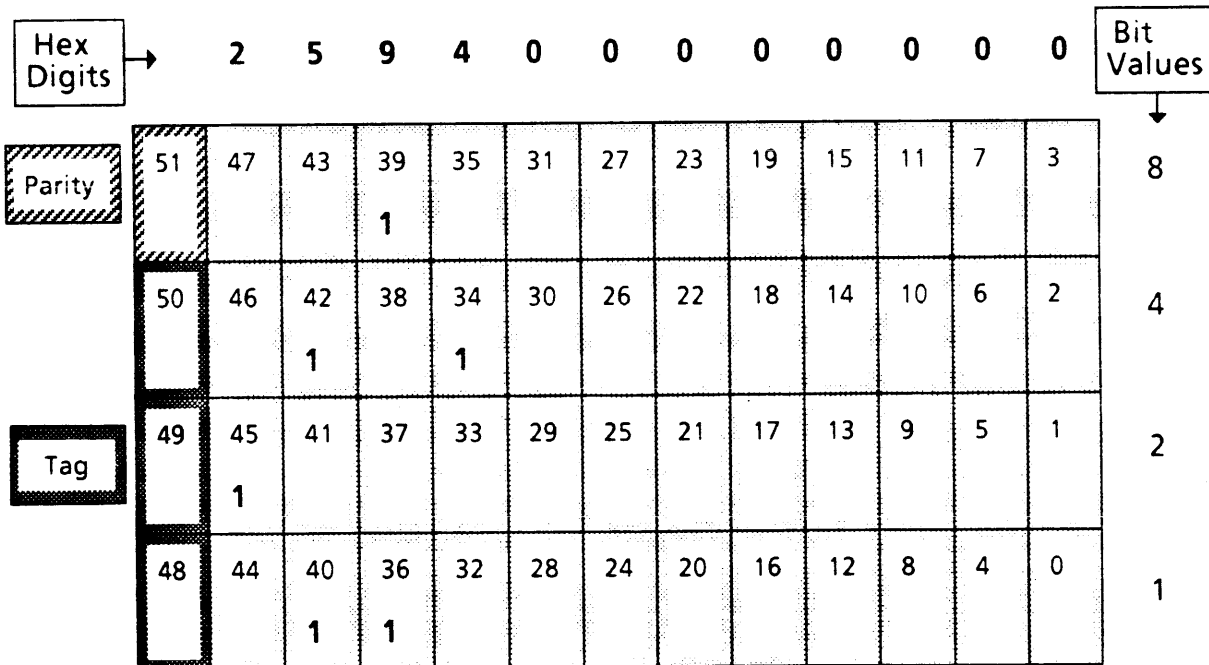 Hex Digits 2 5 9 4 0 0 0 0 0 0 0 0 Bit Values
Parity 51 47 43 39 35 31 27 23 19 15 11 7 3 8
1
50 46 42 38 34 30 26 22 18 14 10 6 2 4
1 1
Tag 49 45 41 37 33 29 25 21 17 13 9 5 1 2
1
48 44 40 36 32 28 24 20 16 12 8 4 0 1
1 1